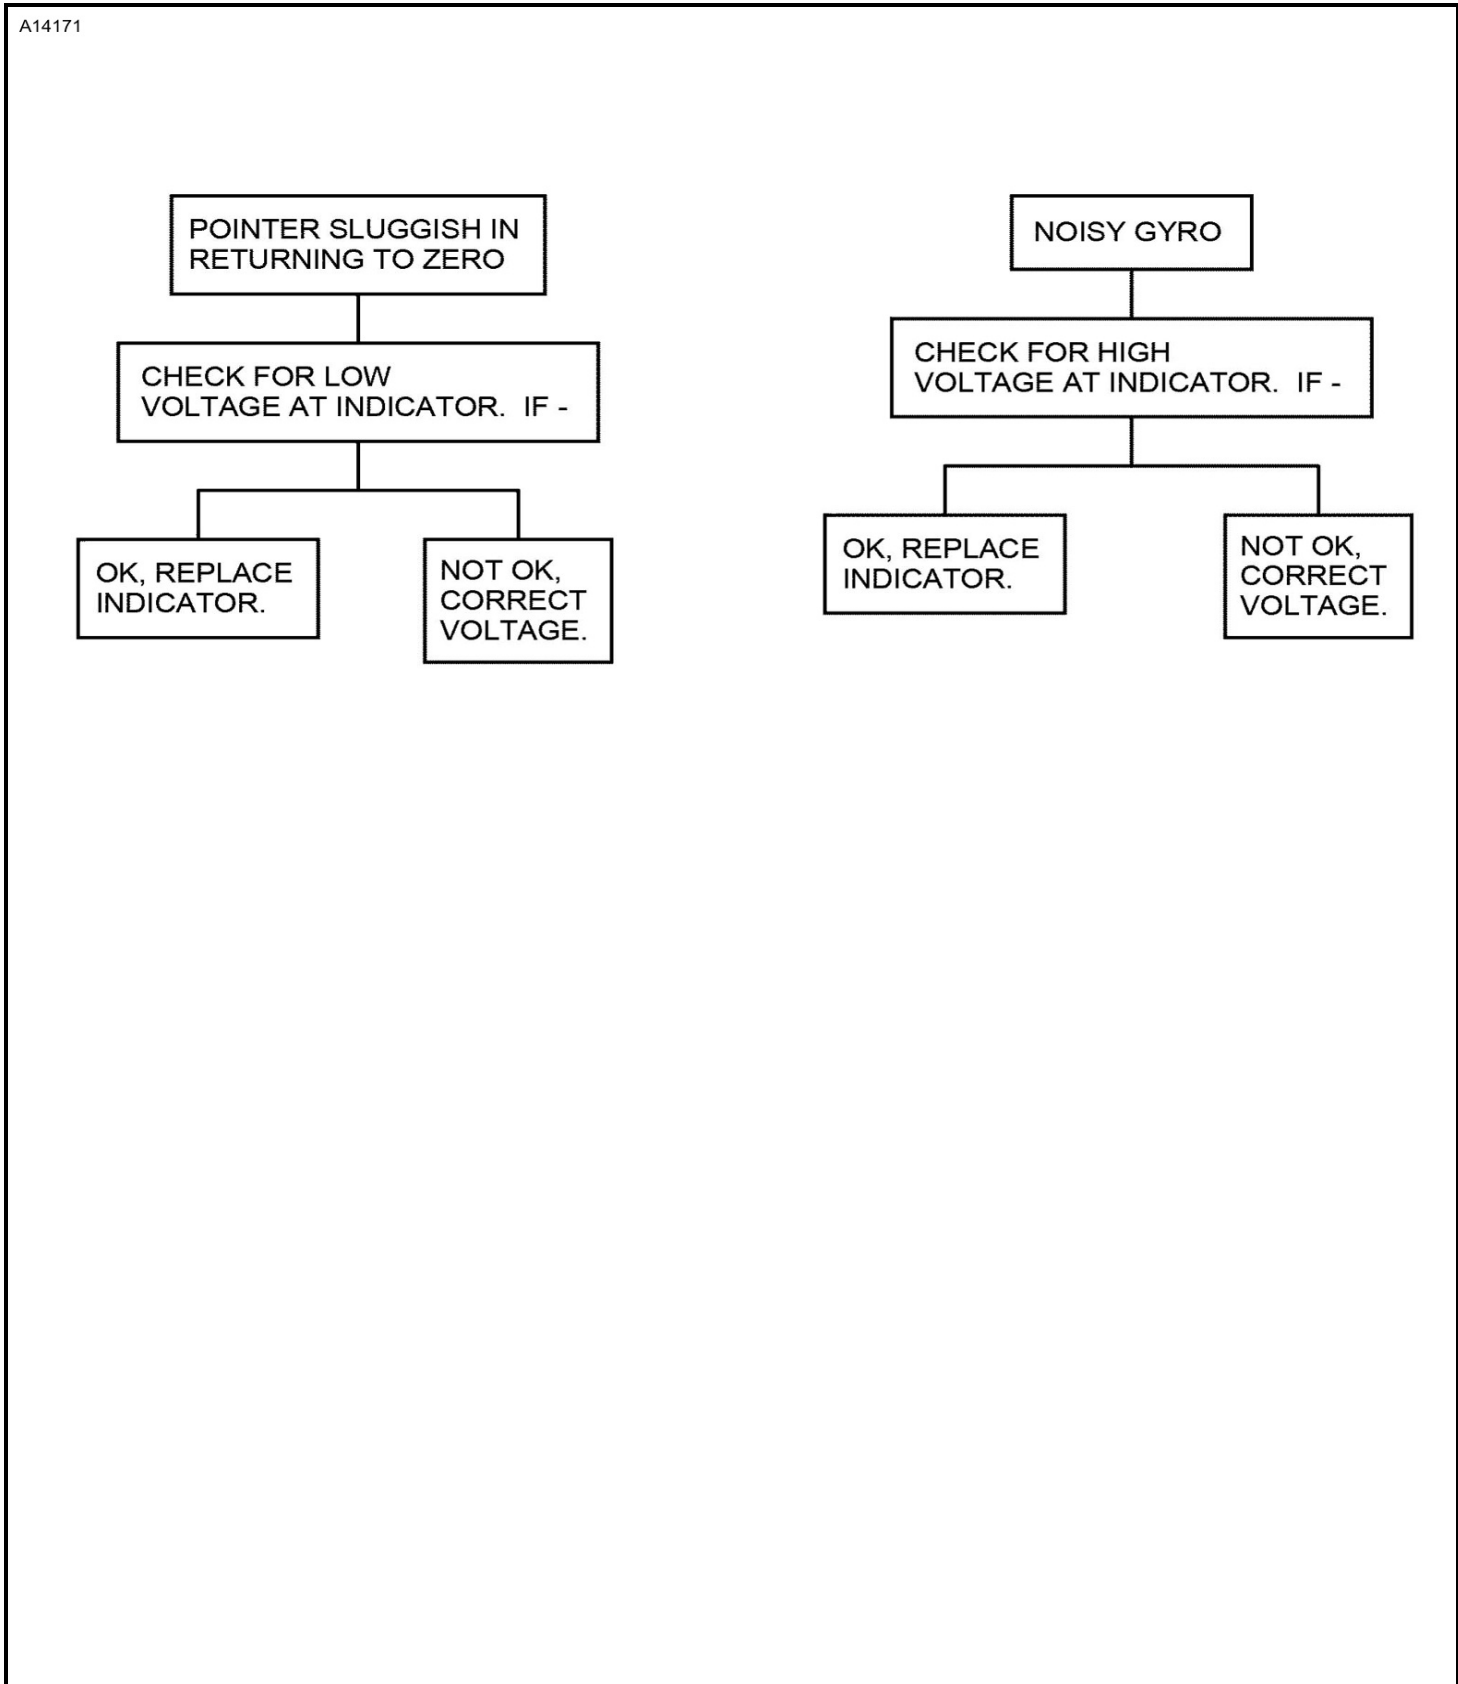 A14171
POINTER SLUGGISH IN
RETURNING TO ZERO
CHECK FOR LOW
VOLTAGE AT INDICATOR.  IF -
OK, REPLACE
INDICATOR.
NOT OK,
CORRECT
VOLTAGE.
NOISY GYRO
CHECK FOR HIGH
VOLTAGE AT INDICATOR.  IF -
OK, REPLACE
INDICATOR.
NOT OK,
CORRECT
VOLTAGE.